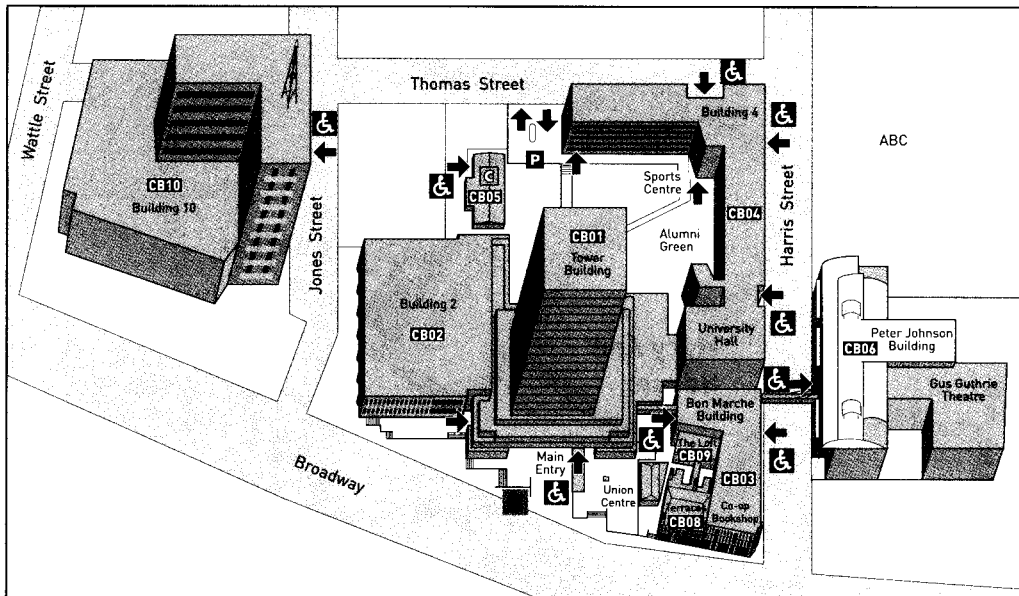 Wattle Street
Thomas Street
Building 4
ABC
P
C
CB05
Sports
Centre
CB10
Building 10
Jones Street
CB01
Tower
Building
Alumni
Green
CB04
Harris Street
Building 2
CB02
University
Hall
Peter Johnson
Building
CB06
Gus Guthrie
Theatre
Bon Marche
Building
The Loft
CB09
Main
Entry
Union
Centre
CB03
Terraces
CB08
Co-op
Bookshop
Broadway